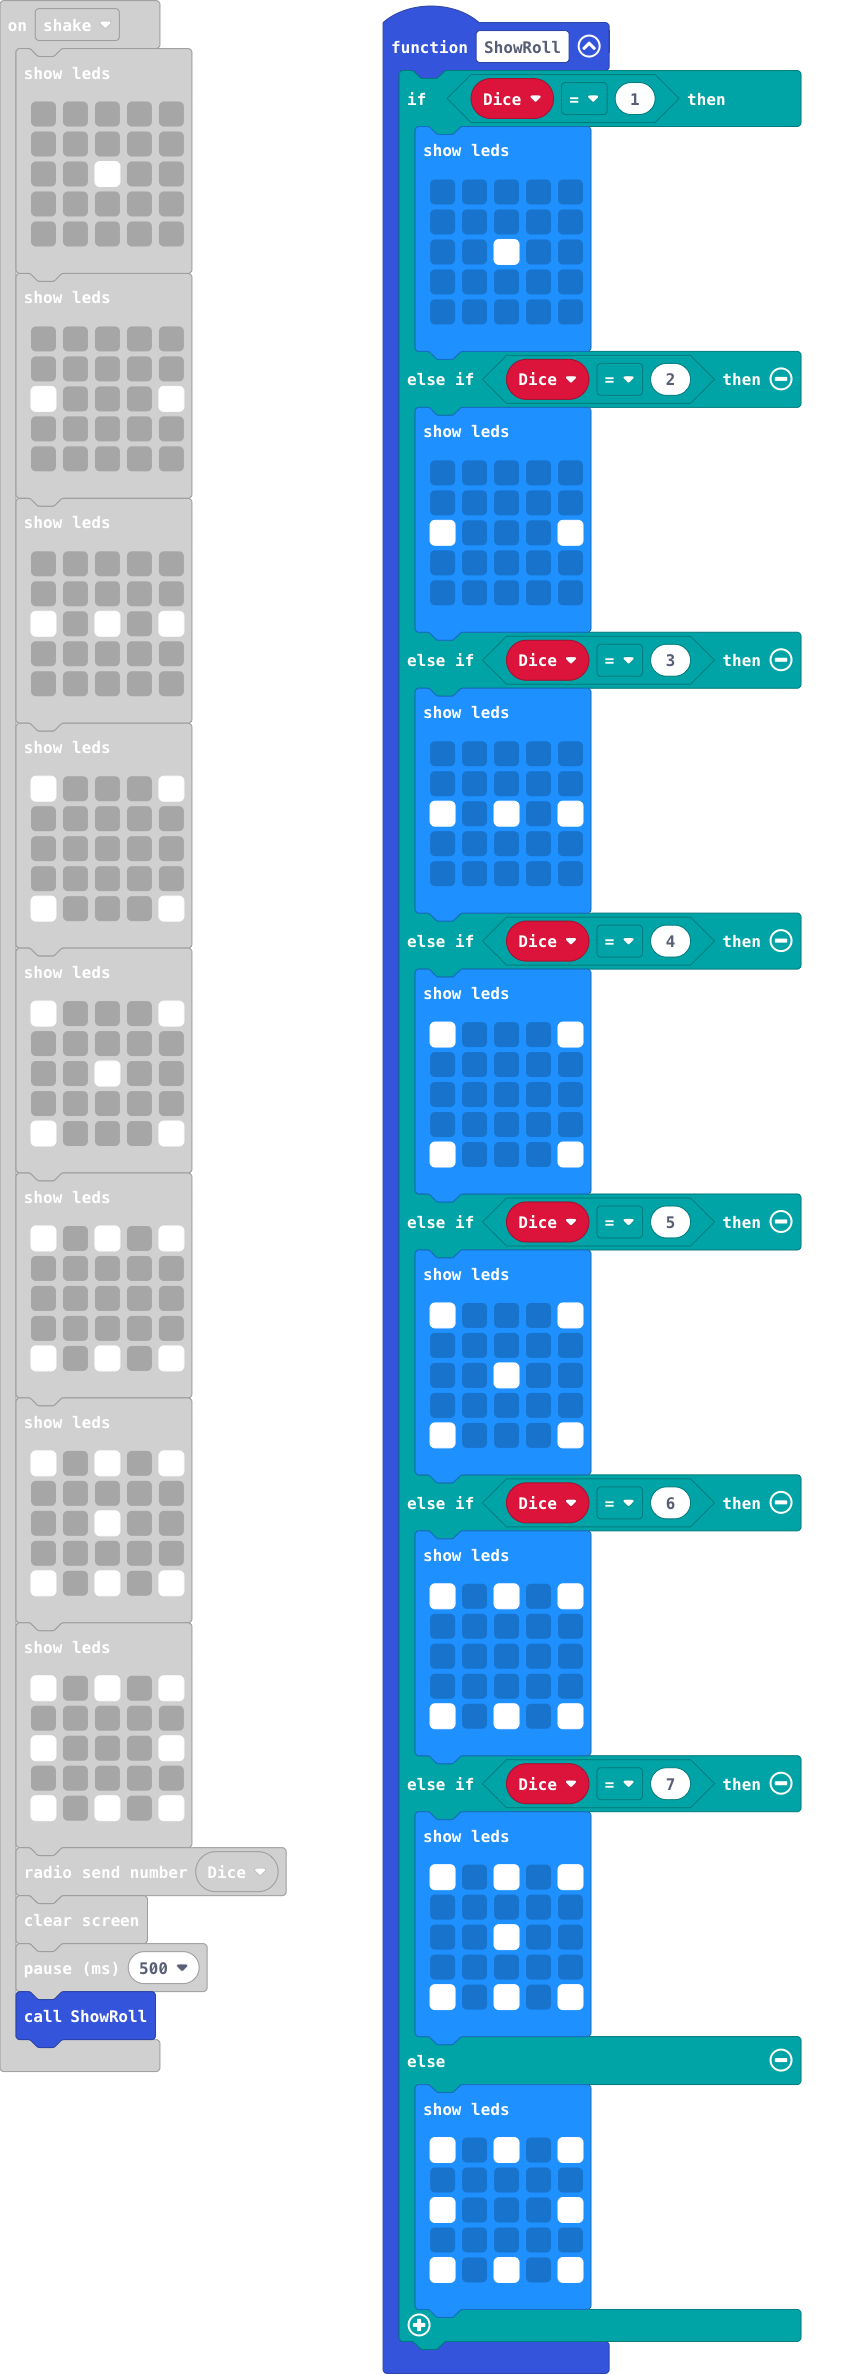 on shake
show leds
show leds
show leds
show leds
show leds
show leds
show leds
show leds
radio send number Dice
clear screen
pause (ms) 500
call ShowRoll
function ShowRoll
if Dice = 1 then
show leds
else if Dice = 2 then
show leds
else if Dice = 3 then
show leds
else if Dice = 4 then
show leds
else if Dice = 5 then
show leds
else if Dice = 6 then
show leds
else if Dice = 7 then
show leds
else
show leds